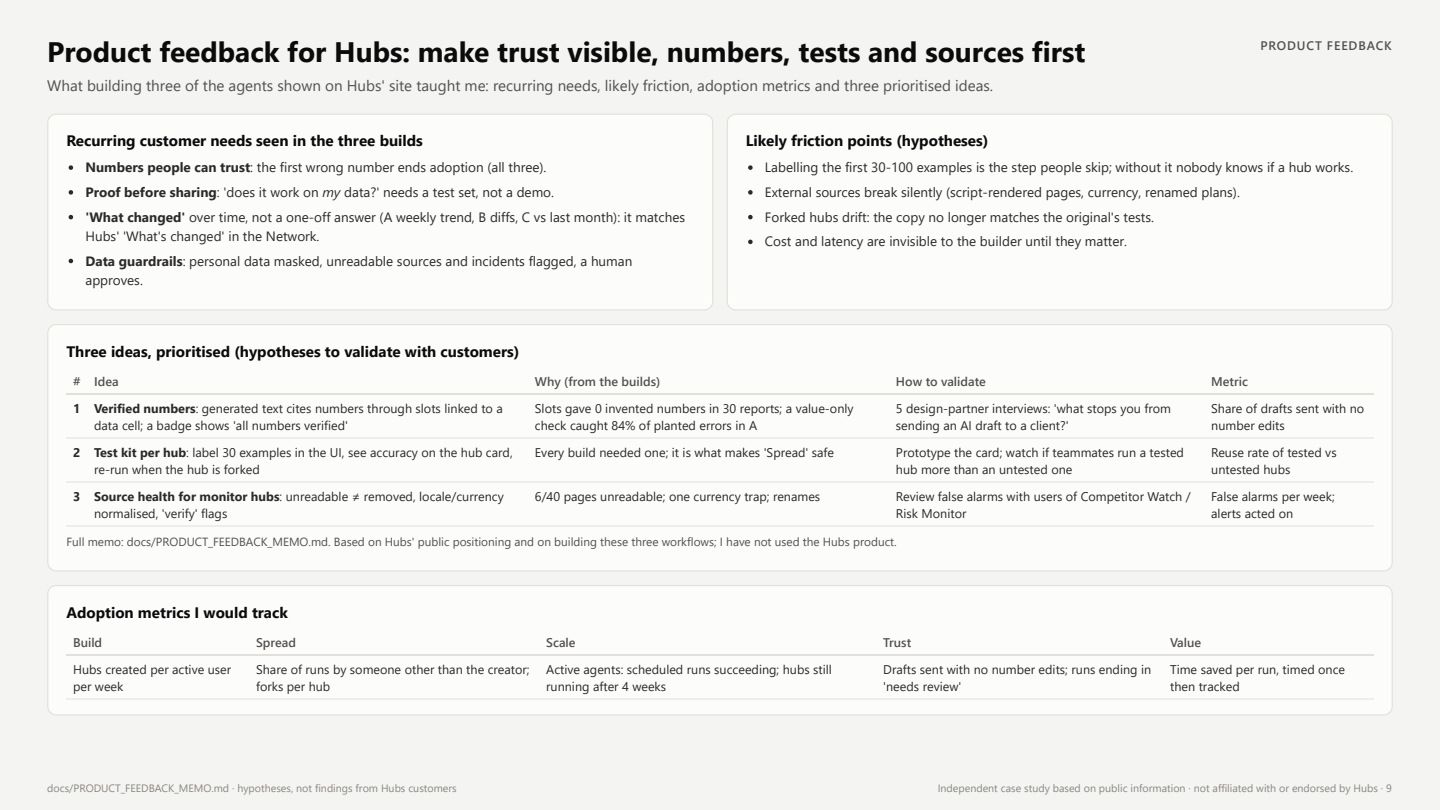 Product feedback for Hubs: make trust visible, numbers, tests and sources first
PRODUCT FEEDBACK
What building three of the agents shown on Hubs' site taught me: recurring needs, likely friction, adoption metrics and three prioritised ideas.
Recurring customer needs seen in the three builds
• Numbers people can trust: the first wrong number ends adoption (all three).
• Proof before sharing: 'does it work on my data?' needs a test set, not a demo.
• 'What changed' over time, not a one-off answer (A weekly trend, B diffs, C vs last month): it matches
Hubs' 'What's changed' in the Network.
• Data guardrails: personal data masked, unreadable sources and incidents flagged, a human
approves.
Likely friction points (hypotheses)
• Labelling the first 30-100 examples is the step people skip; without it nobody knows if a hub works.
• External sources break silently (script-rendered pages, currency, renamed plans).
• Forked hubs drift: the copy no longer matches the original's tests.
• Cost and latency are invisible to the builder until they matter.
Three ideas, prioritised (hypotheses to validate with customers)
# Idea Why (from the builds) How to validate Metric
1 Verified numbers: generated text cites numbers through slots linked to a Slots gave 0 invented numbers in 30 reports; a value-only 5 design-partner interviews: 'what stops you from Share of drafts sent with no
data cell; a badge shows 'all numbers verified' check caught 84% of planted errors in A sending an AI draft to a client?' number edits
2 Test kit per hub: label 30 examples in the UI, see accuracy on the hub card, Every build needed one; it is what makes 'Spread' safe Prototype the card; watch if teammates run a tested Reuse rate of tested vs
re-run when the hub is forked hub more than an untested one untested hubs
3 Source health for monitor hubs: unreadable ≠ removed, locale/currency 6/40 pages unreadable; one currency trap; renames Review false alarms with users of Competitor Watch / False alarms per week;
normalised, 'verify' flags Risk Monitor alerts acted on
Full memo: docs/PRODUCT_FEEDBACK_MEMO.md. Based on Hubs' public positioning and on building these three workflows; I have not used the Hubs product.
Adoption metrics I would track
Build Spread Scale Trust Value
Hubs created per active user Share of runs by someone other than the creator; Active agents: scheduled runs succeeding; hubs still Drafts sent with no number edits; runs ending in Time saved per run, timed once
per week forks per hub running after 4 weeks 'needs review' then tracked
docs/PRODUCT_FEEDBACK_MEMO.md · hypotheses, not findings from Hubs customers
Independent case study based on public information · not affiliated with or endorsed by Hubs · 9